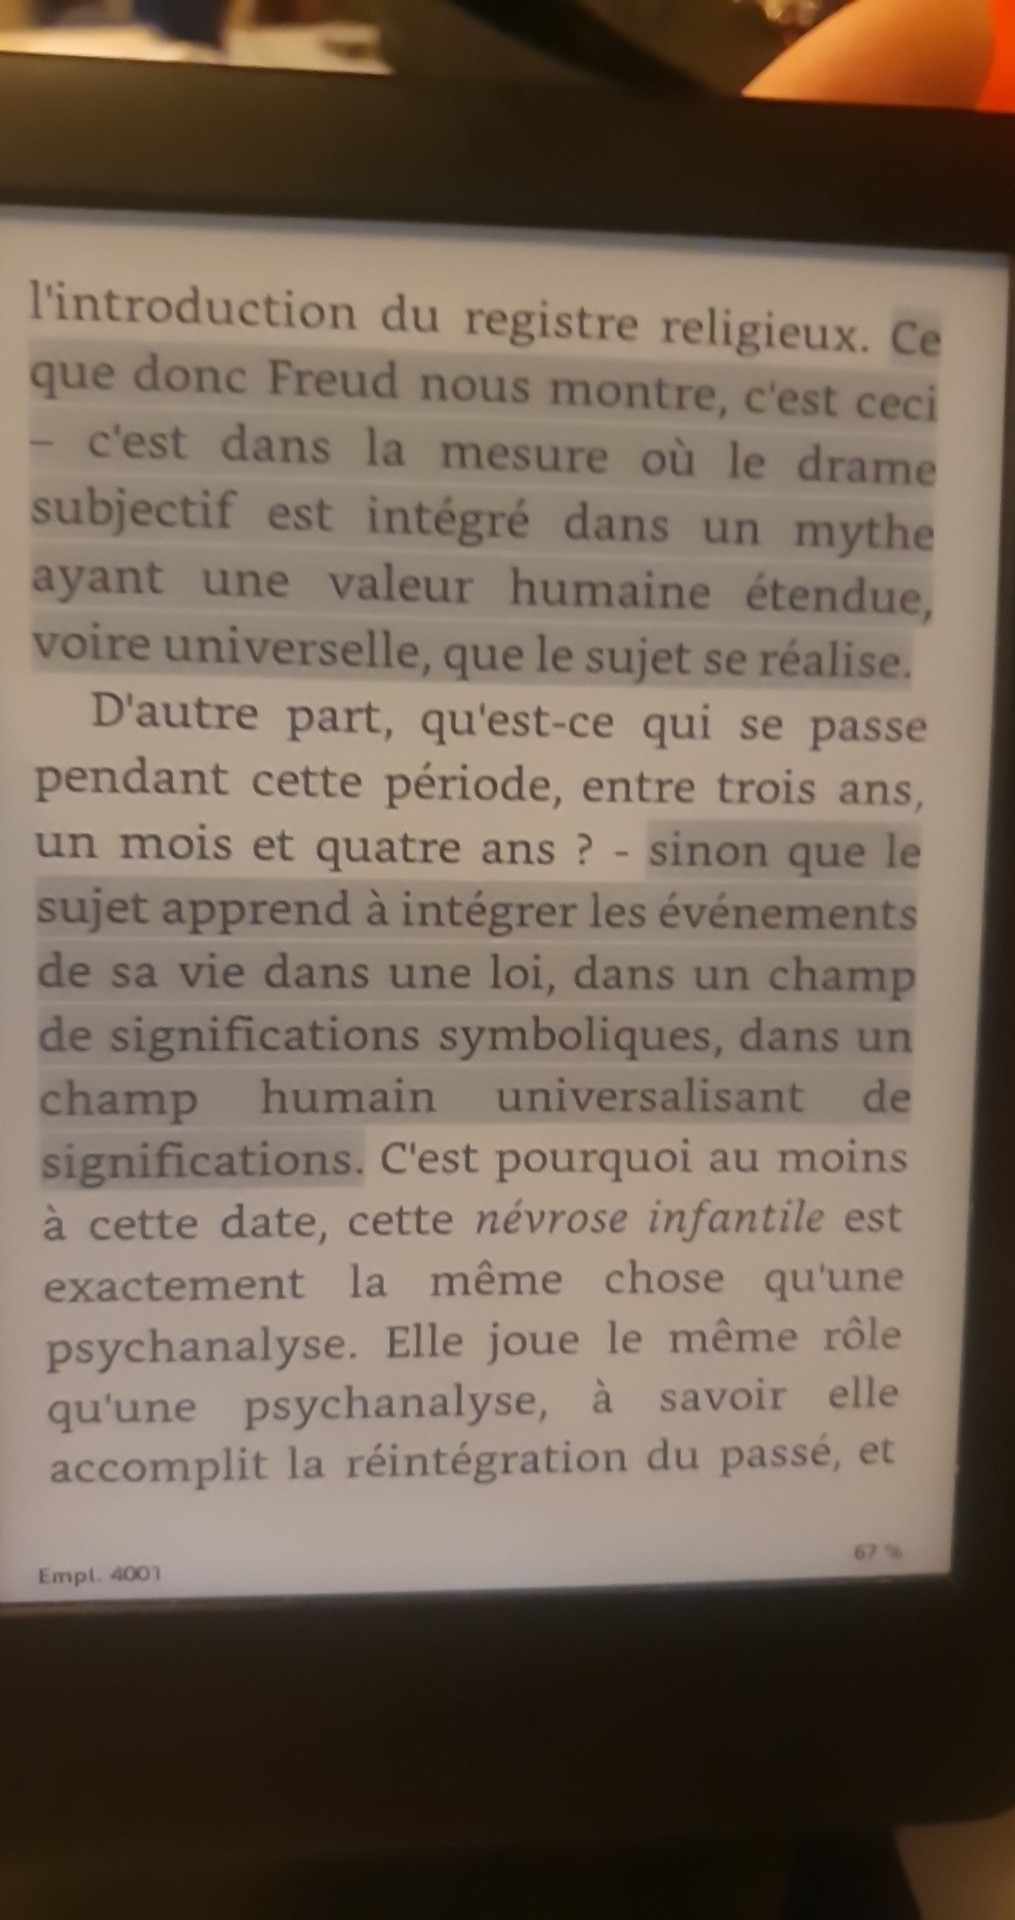 l'introduction du registre religieux. Ce
que donc Freud nous montre, c'est ceci
– c'est dans la mesure où le drame
subjectif est intégré dans un mythe
ayant une valeur humaine étendue,
voire universelle, que le sujet se réalise.
D'autre part, qu'est-ce qui se passe
pendant cette période, entre trois ans,
un mois et quatre ans ? - sinon que le
sujet apprend à intégrer les événements
de sa vie dans une loi, dans un champ
de significations symboliques, dans un
champ humain universalisant de
significations. C'est pourquoi au moins
à cette date, cette névrose infantile est
exactement la même chose qu'une
psychanalyse. Elle joue le même rôle
qu'une psychanalyse, à savoir elle
accomplit la réintégration du passé, et
Empl. 4001
67 %